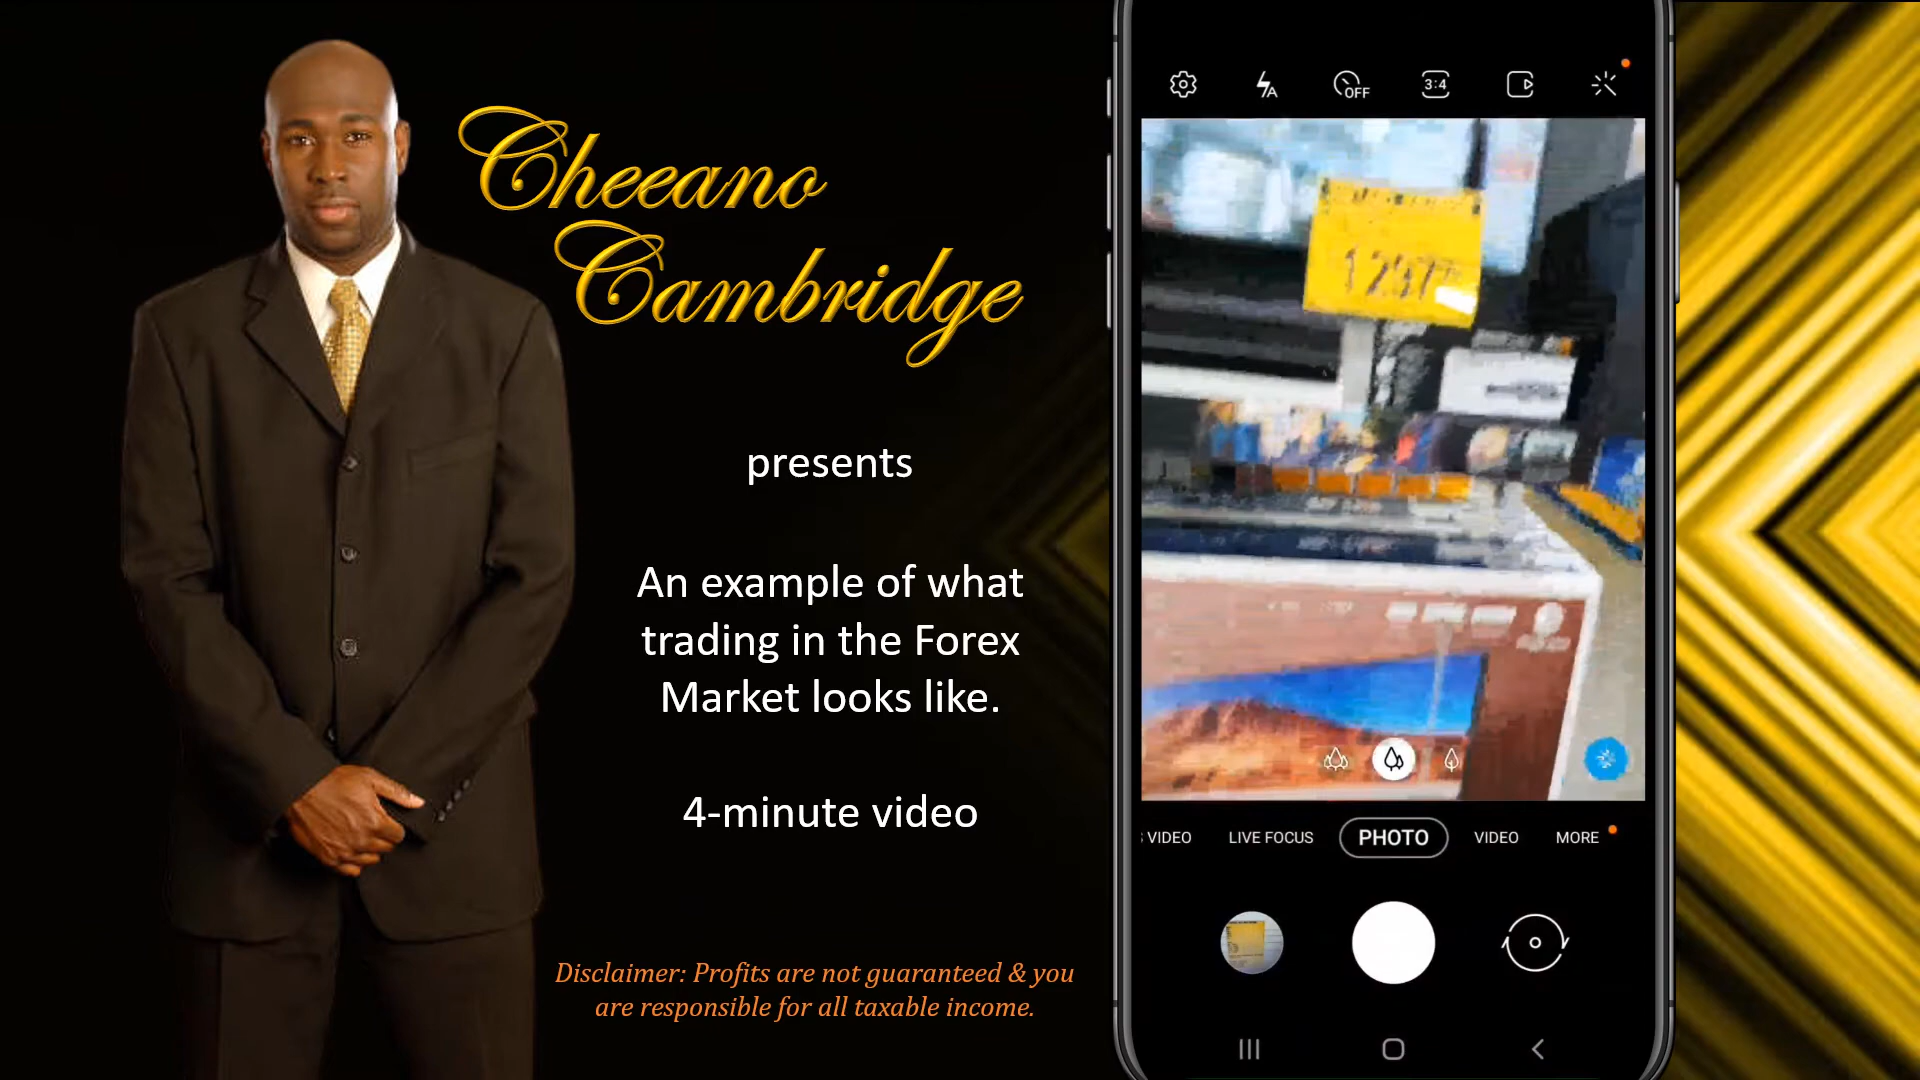 Cheeano
Cambridge
presents
An example of what
trading in the Forex
Market looks like.
4-minute video
Disclaimer: Profits are not guaranteed & you
are responsible for all taxable income.
OFF
3:4
VIDEO
LIVE FOCUS
PHOTO
VIDEO
MORE